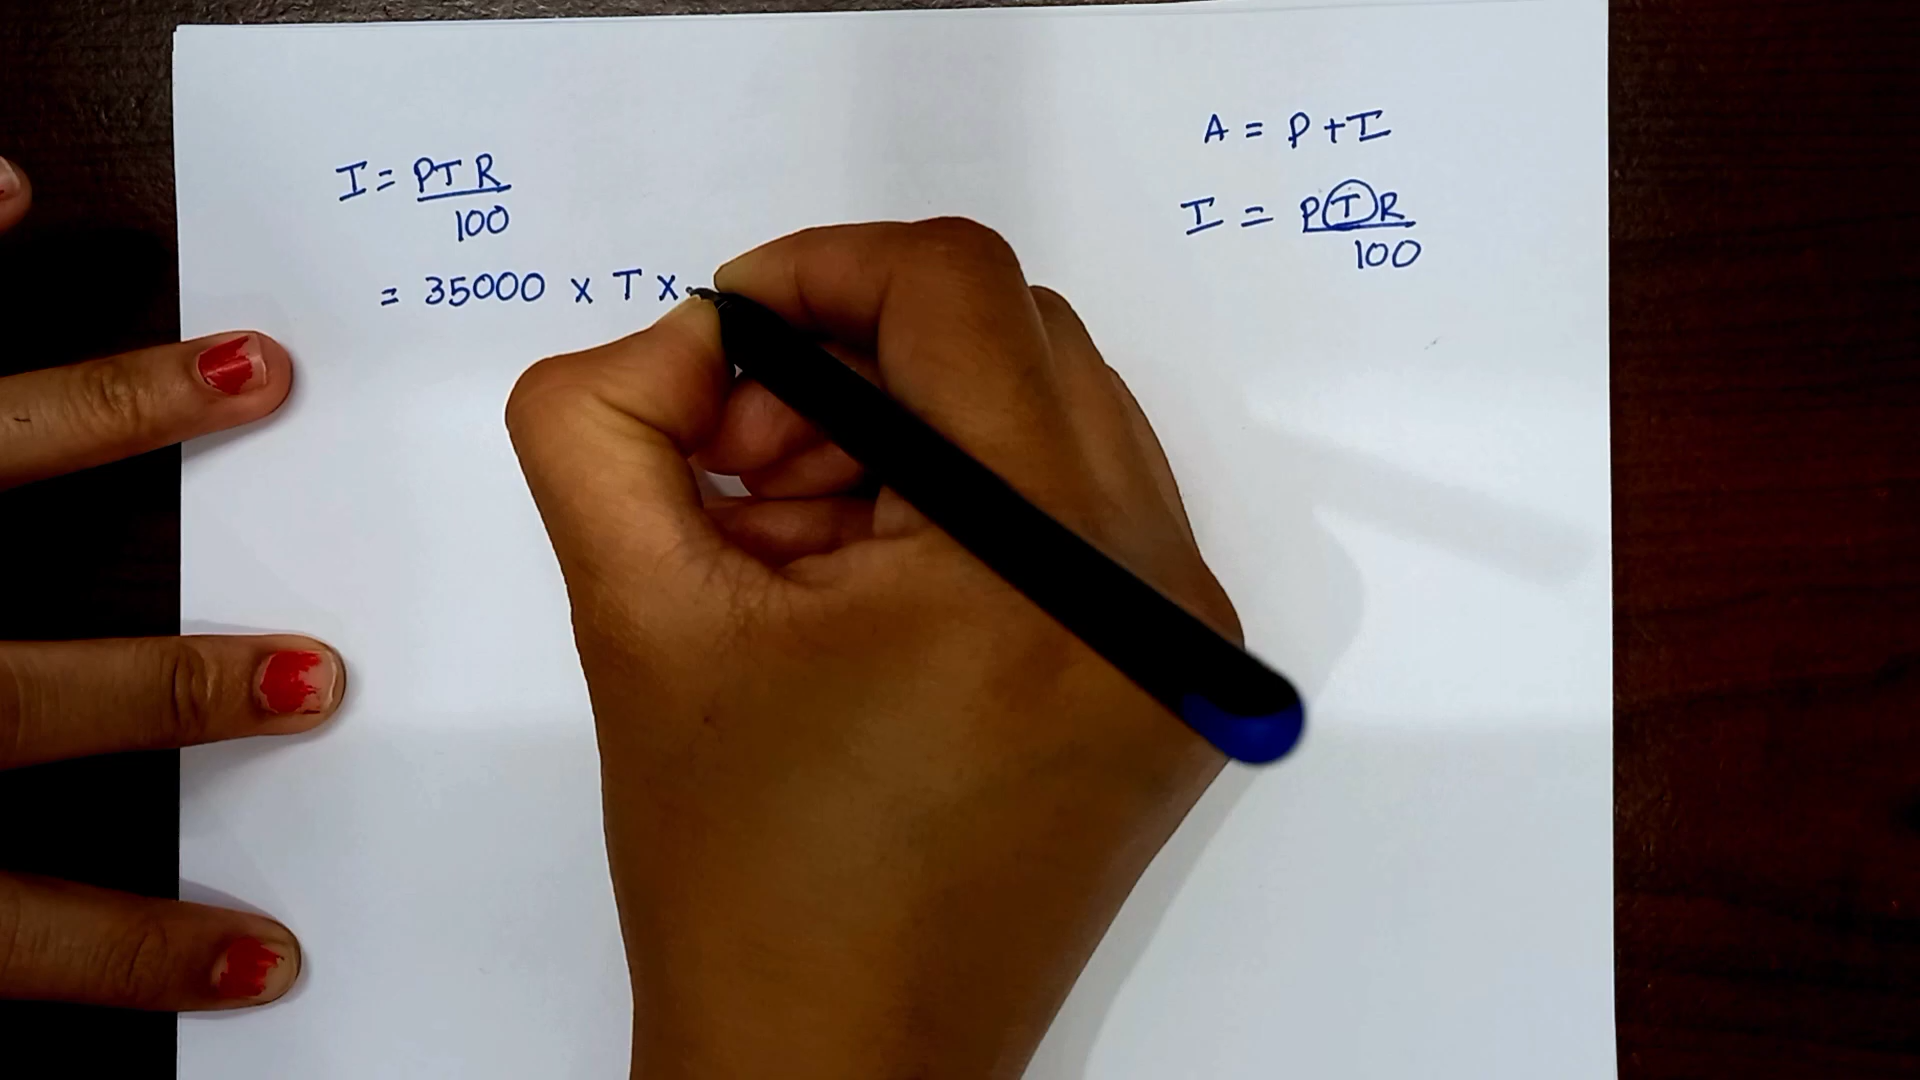 I = PTR
100
= 35000 x T x
A = P + I
I = PTR
100